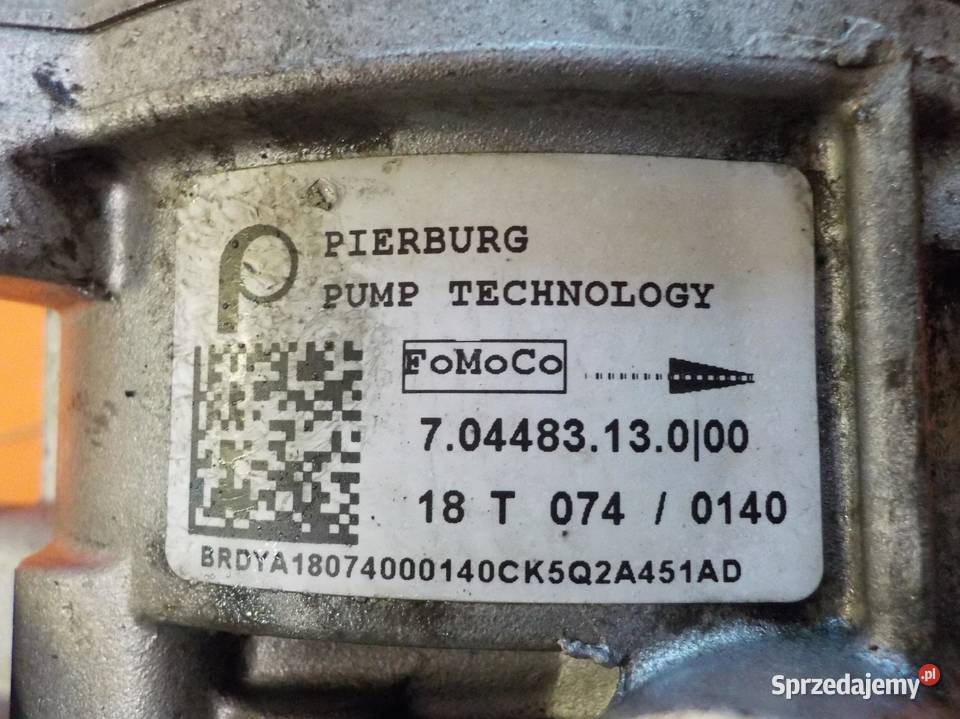 PIERBURG
PUMP TECHNOLOGY
FoMoCo
7.04483.13.0|00
18 T 074 / 0140
BRDYA18074000140CK5Q2A451AD
Sprzedajemy.pl